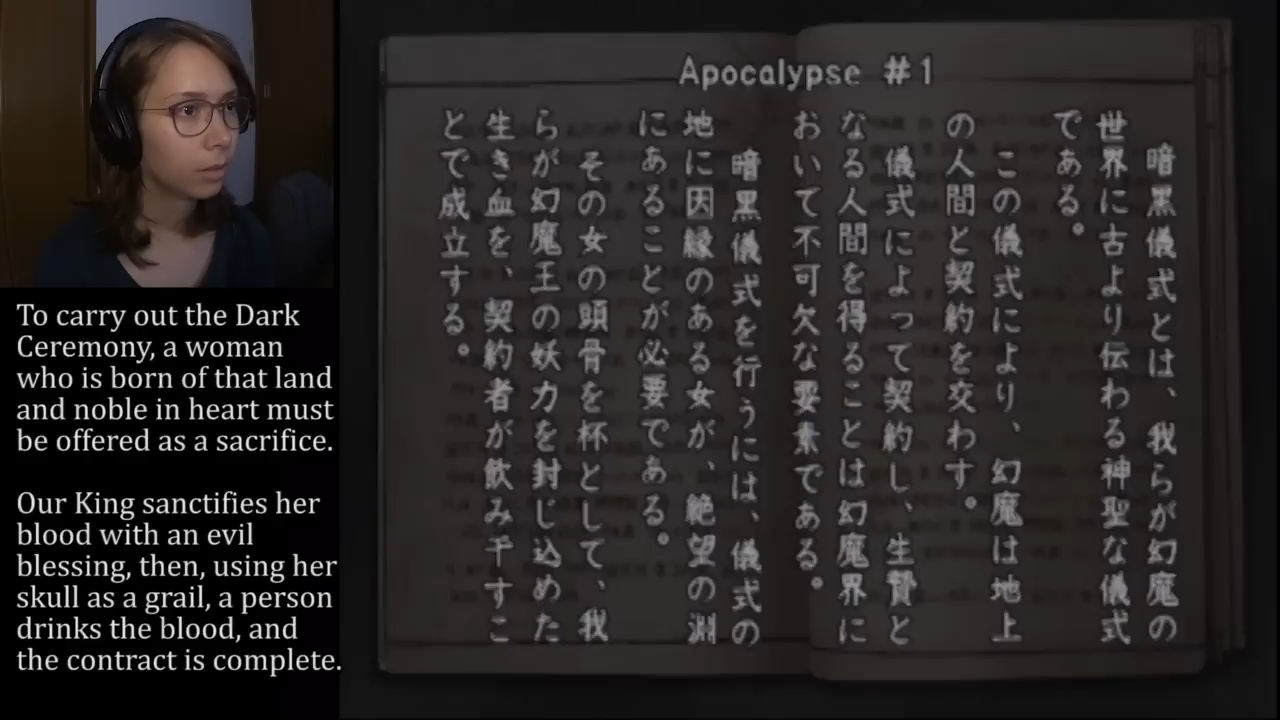 Apocalypse #1
暗黒儀式とは、我らが幻魔の
世界に古より伝わる神聖な儀式
である。
この儀式により、幻魔は地上
の人間と契約を交わす。
儀式によって契約し、生贄と
なる人間を得ることは幻魔界に
おいて不可欠な要素である。
暗黒儀式を行うには、儀式の
地に因縁のある女が、絶望の淵
にあることが必要である。
その女の頭骨を杯として、我
らが幻魔王の妖力を封じ込めた
生き血を、契約者が飲み干すこ
とで成立する。
To carry out the Dark
Ceremony, a woman
who is born of that land
and noble in heart must
be offered as a sacrifice.
Our King sanctifies her
blood with an evil
blessing, then, using her
skull as a grail, a person
drinks the blood, and
the contract is complete.